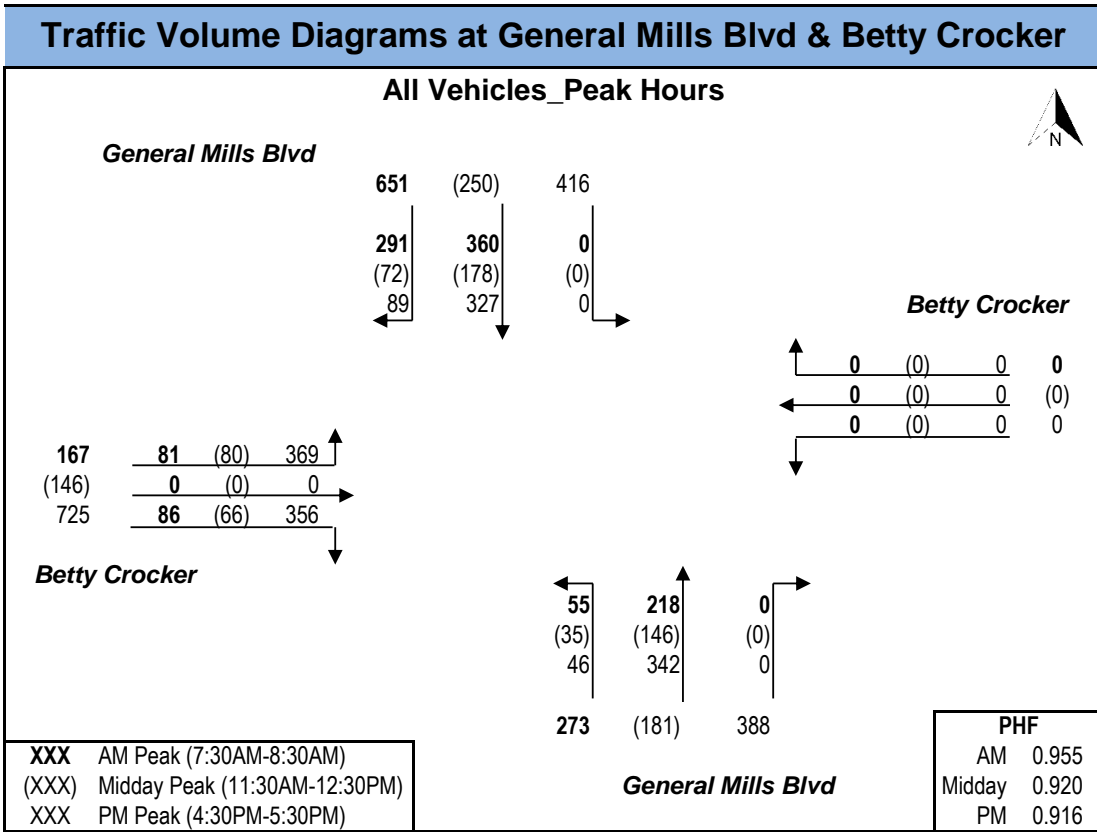 Traffic Volume Diagrams at General Mills Blvd & Betty Crocker
All Vehicles_Peak Hours
N
General Mills Blvd
651 (250) 416
291 360 0
(72) (178) (0)
89 327 0
Betty Crocker
0 (0) 0 0
0 (0) 0 (0)
0 (0) 0 0
167 81 (80) 369
(146) 0 (0) 0
725 86 (66) 356
Betty Crocker
55 218 0
(35) (146) (0)
46 342 0
273 (181) 388
General Mills Blvd
XXX AM Peak (7:30AM-8:30AM)
(XXX) Midday Peak (11:30AM-12:30PM)
XXX PM Peak (4:30PM-5:30PM)
PHF
AM 0.955
Midday 0.920
PM 0.916